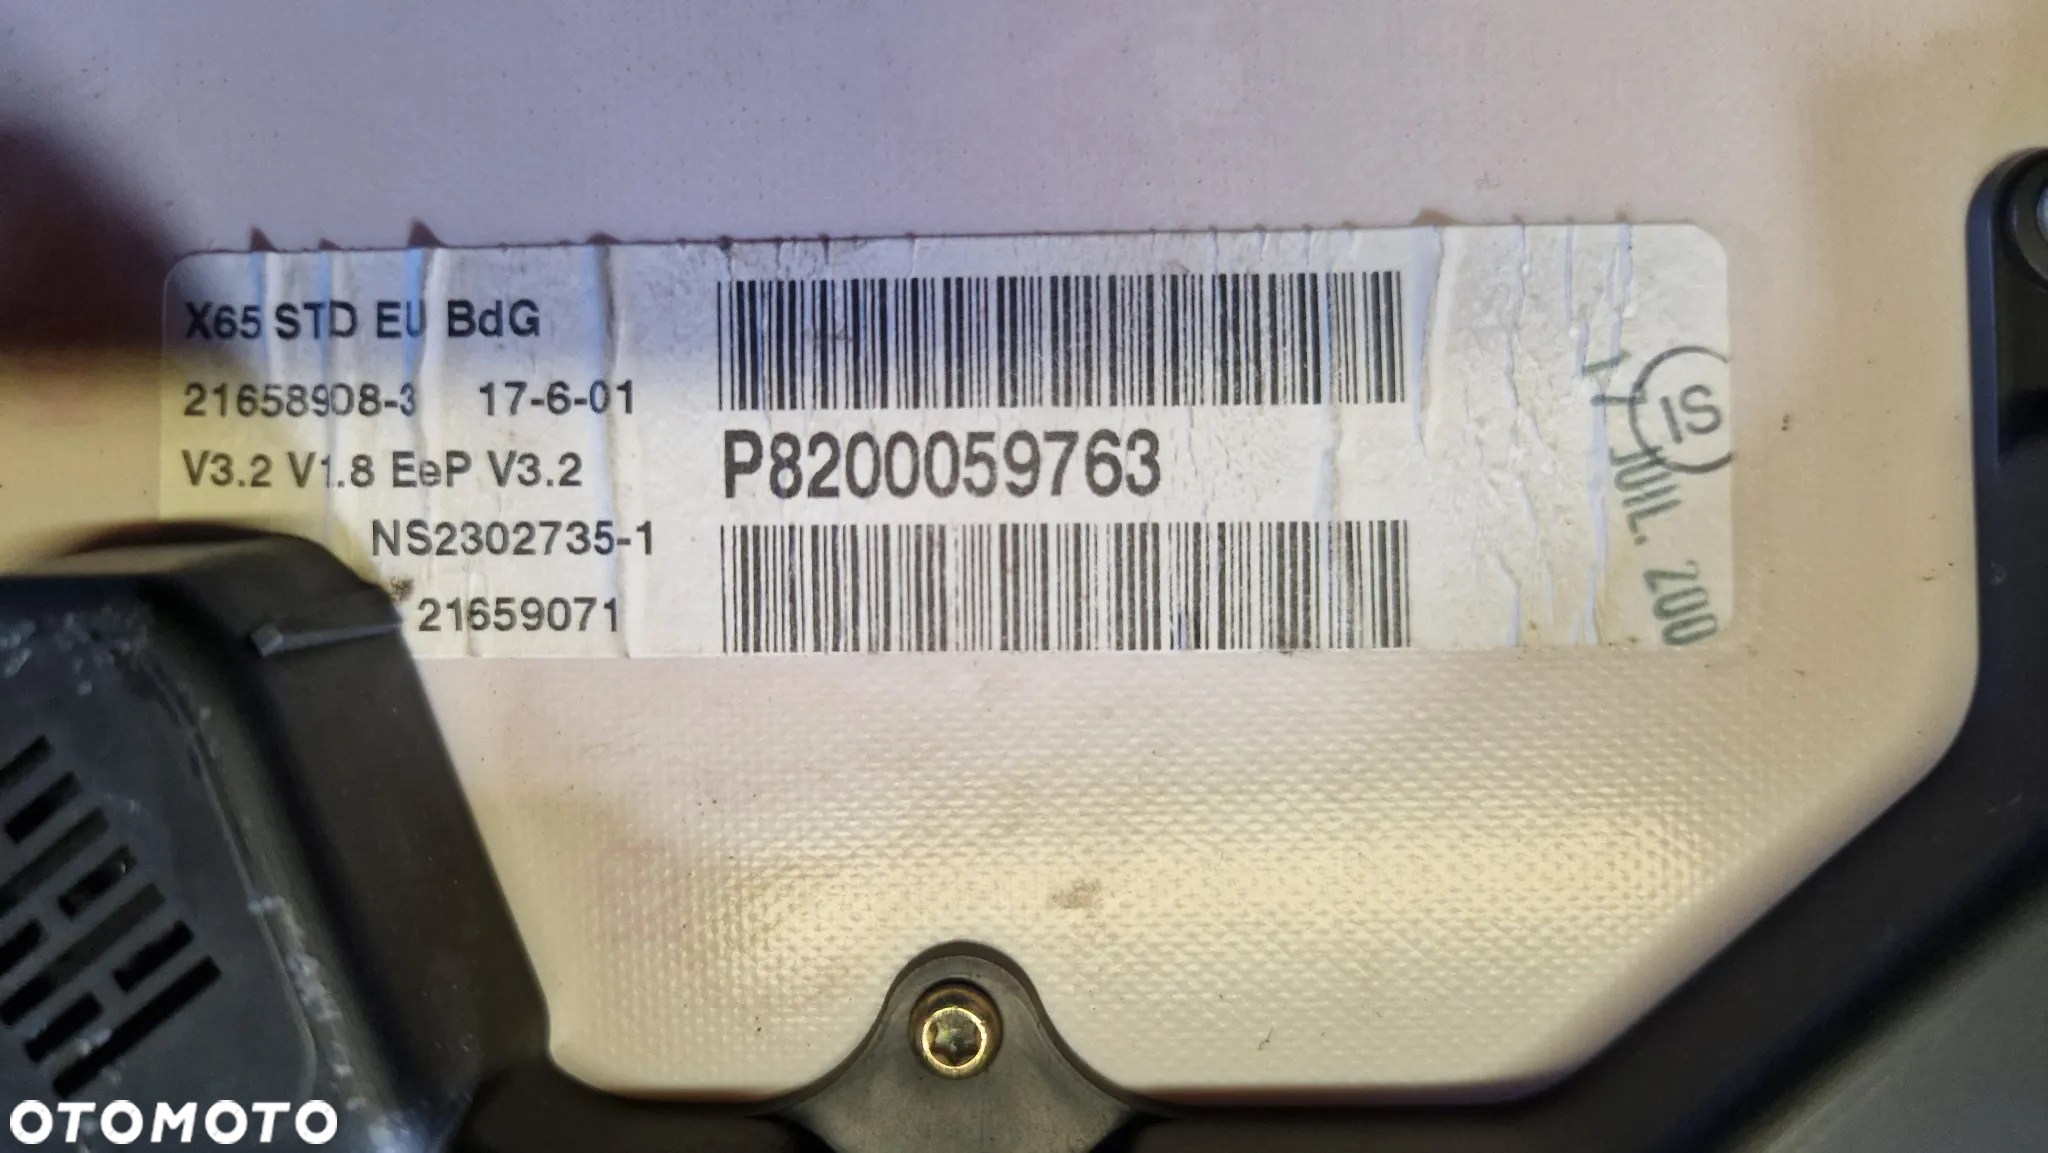 X65 STD EU BdG
21658908-3 17-6-01
V3.2 V1.8 EeP V3.2
NS2302735-1
21659071
P8200059763
IS
17 JUIL. 200
OTOMOTO